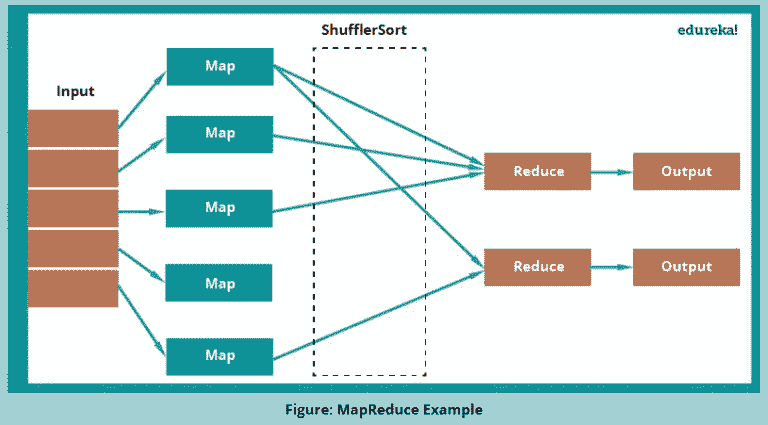 ShufflerSort
edureka!
Input
Map
Map
Map
Map
Map
Reduce
Output
Reduce
Output
Figure: MapReduce Example